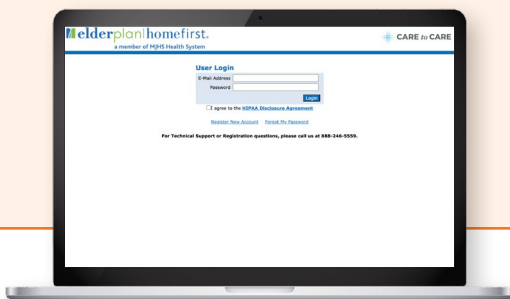 elderplan|homefirst.
a member of MJHS Health System
CARE to CARE
User Login
E-Mail Address
Password
Login
I agree to the HIPAA Disclosure Agreement
Register New Account Forgot My Password
For Technical Support or Registration questions, please call us at 888-246-5559.